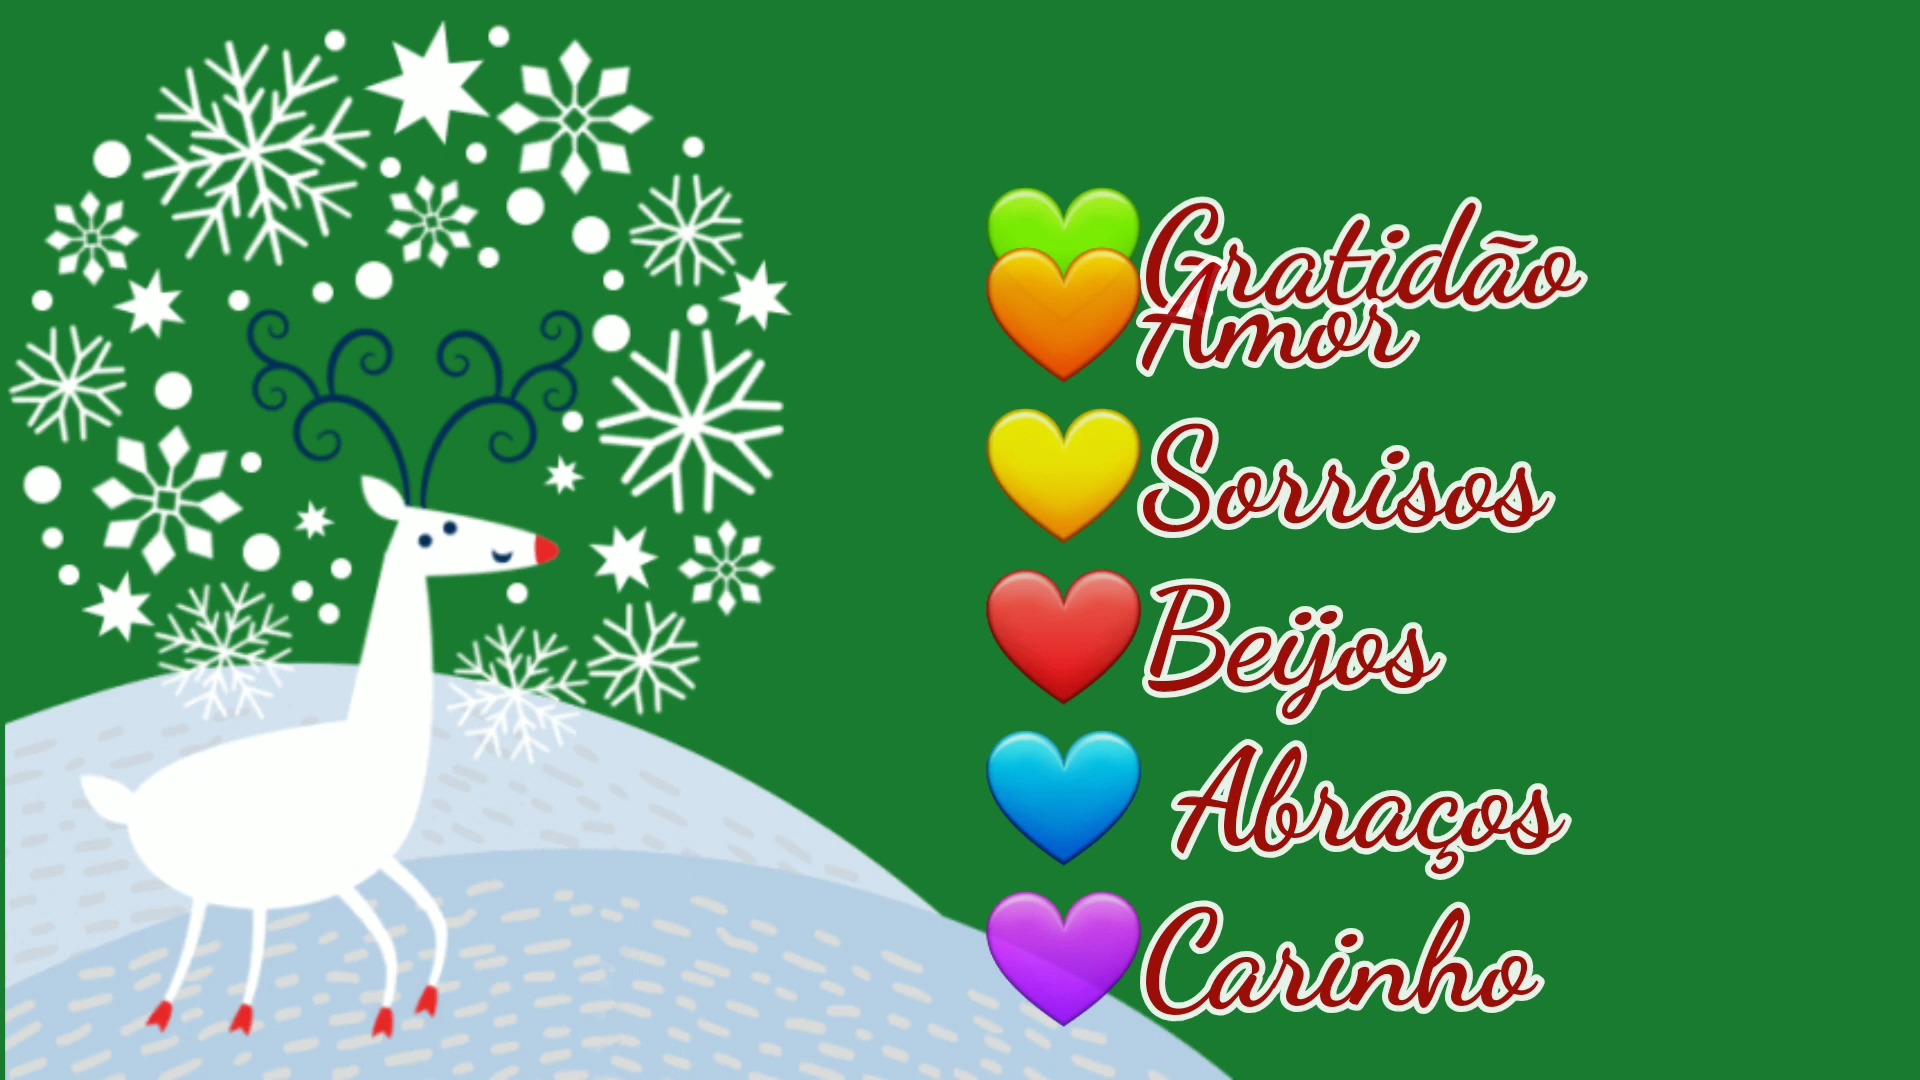 💚Gratidão
🧡Amor
💛Sorrisos
❤️Beijos
💙 Abraços
💜Carinho